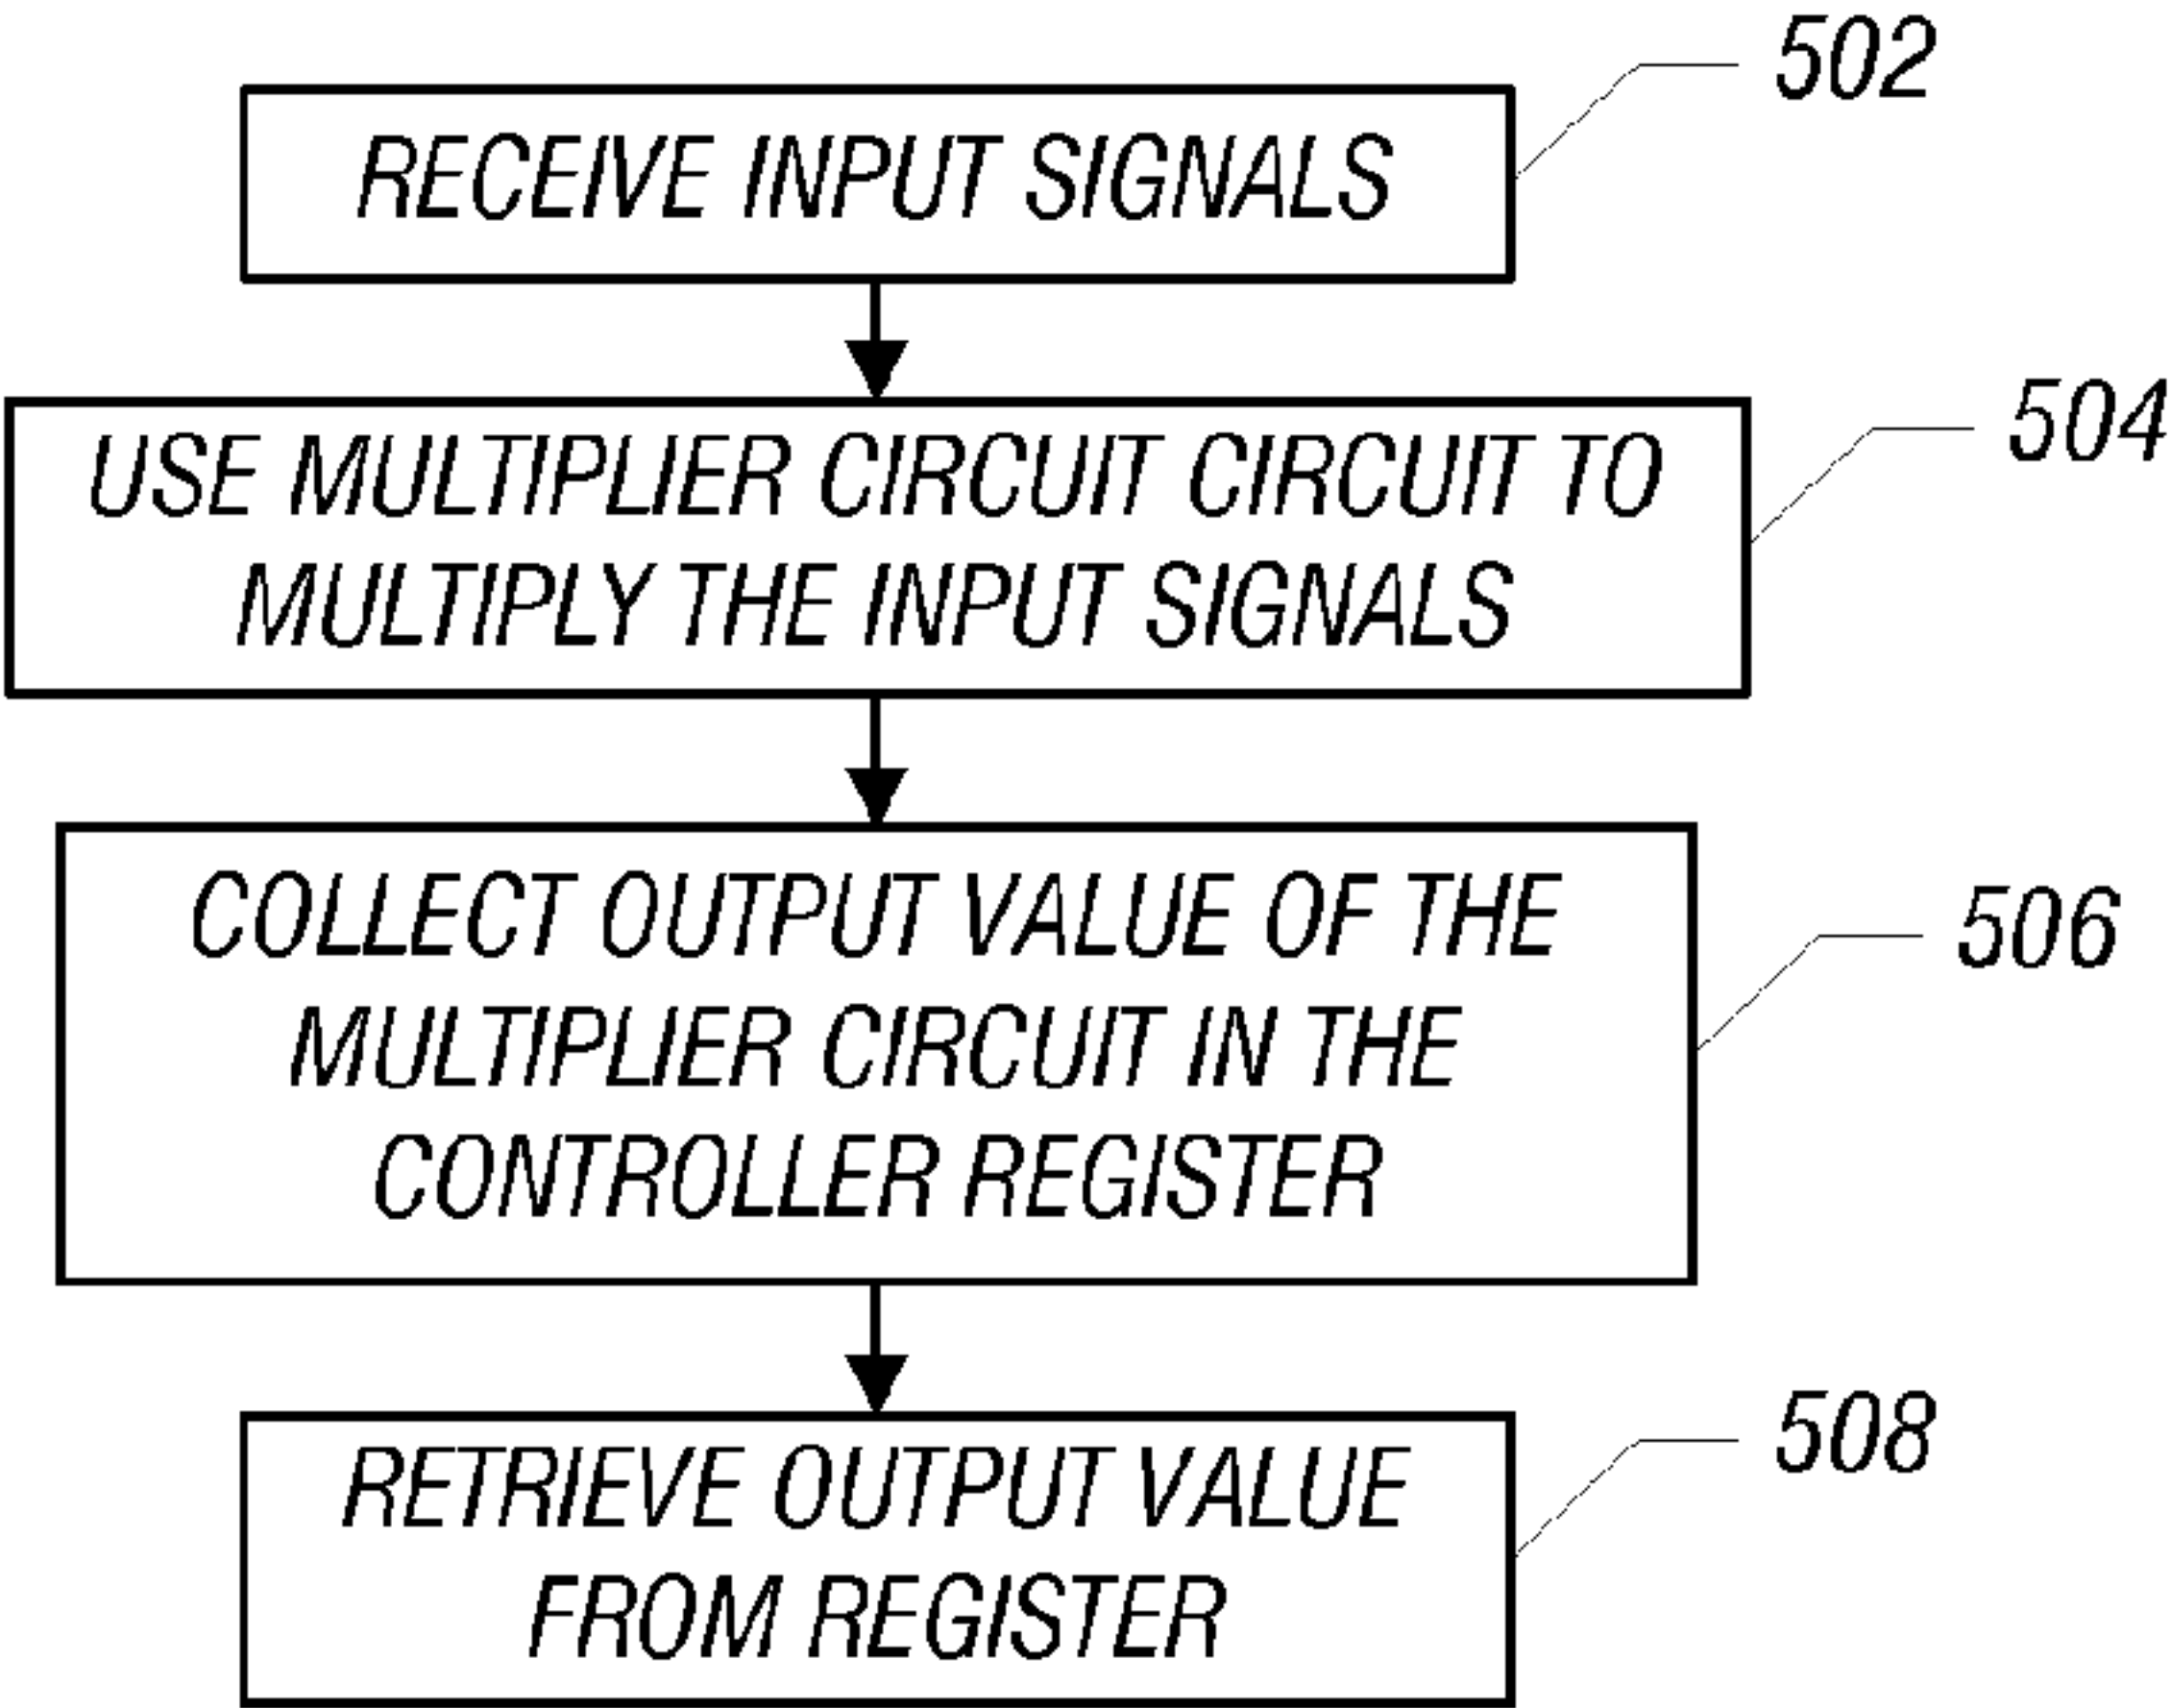 502
RECEIVE INPUT SIGNALS
504
USE MULTIPLIER CIRCUIT CIRCUIT TO
MULTIPLY THE INPUT SIGNALS
506
COLLECT OUTPUT VALUE OF THE
MULTIPLIER CIRCUIT IN THE
CONTROLLER REGISTER
508
RETRIEVE OUTPUT VALUE
FROM REGISTER